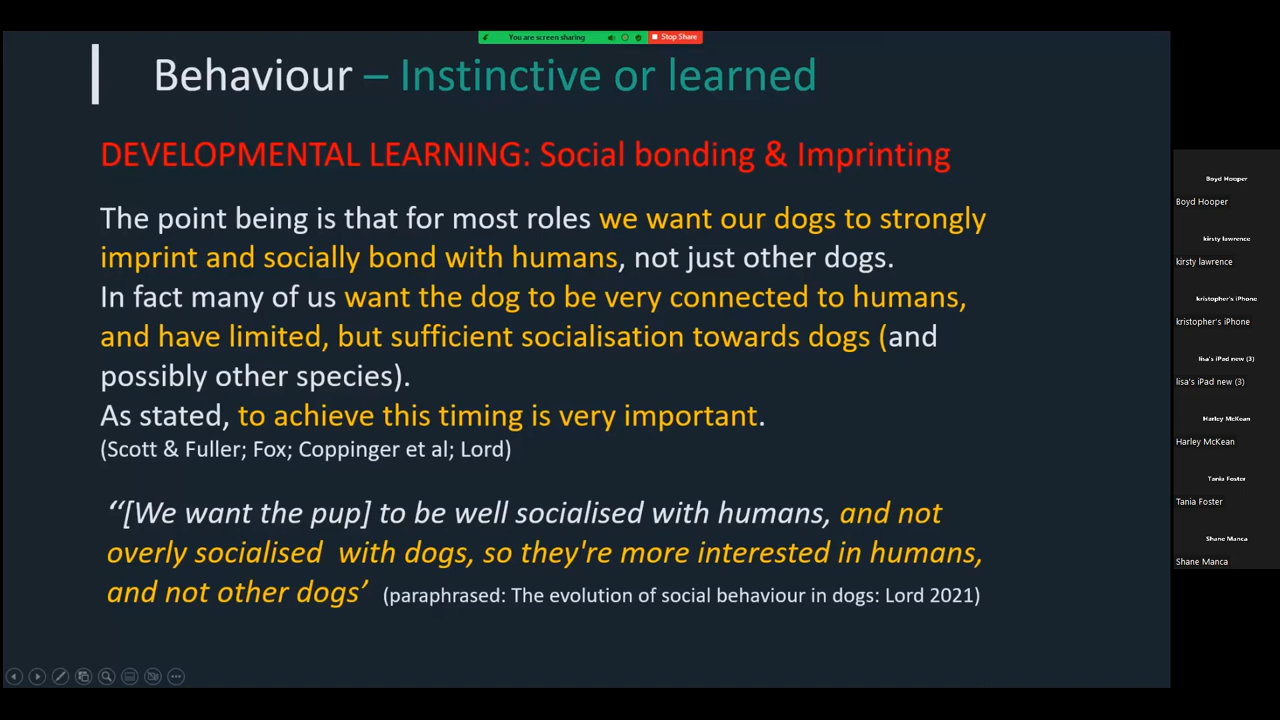 You are screen sharing
Stop Share
Behaviour – Instinctive or learned
DEVELOPMENTAL LEARNING: Social bonding & Imprinting
The point being is that for most roles we want our dogs to strongly
imprint and socially bond with humans, not just other dogs.
In fact many of us want the dog to be very connected to humans,
and have limited, but sufficient socialisation towards dogs (and
possibly other species).
As stated, to achieve this timing is very important.
(Scott & Fuller; Fox; Coppinger et al; Lord)
“[We want the pup] to be well socialised with humans, and not
overly socialised  with dogs, so they're more interested in humans,
and not other dogs’ (paraphrased: The evolution of social behaviour in dogs: Lord 2021)
Boyd Hooper
Boyd Hooper
kirsty lawrence
kirsty lawrence
kristopher's iPhone
kristopher's iPhone
lisa's iPad new (3)
lisa's iPad new (3)
Harley McKean
Harley McKean
Tania Foster
Tania Foster
Shane Manca
Shane Manca